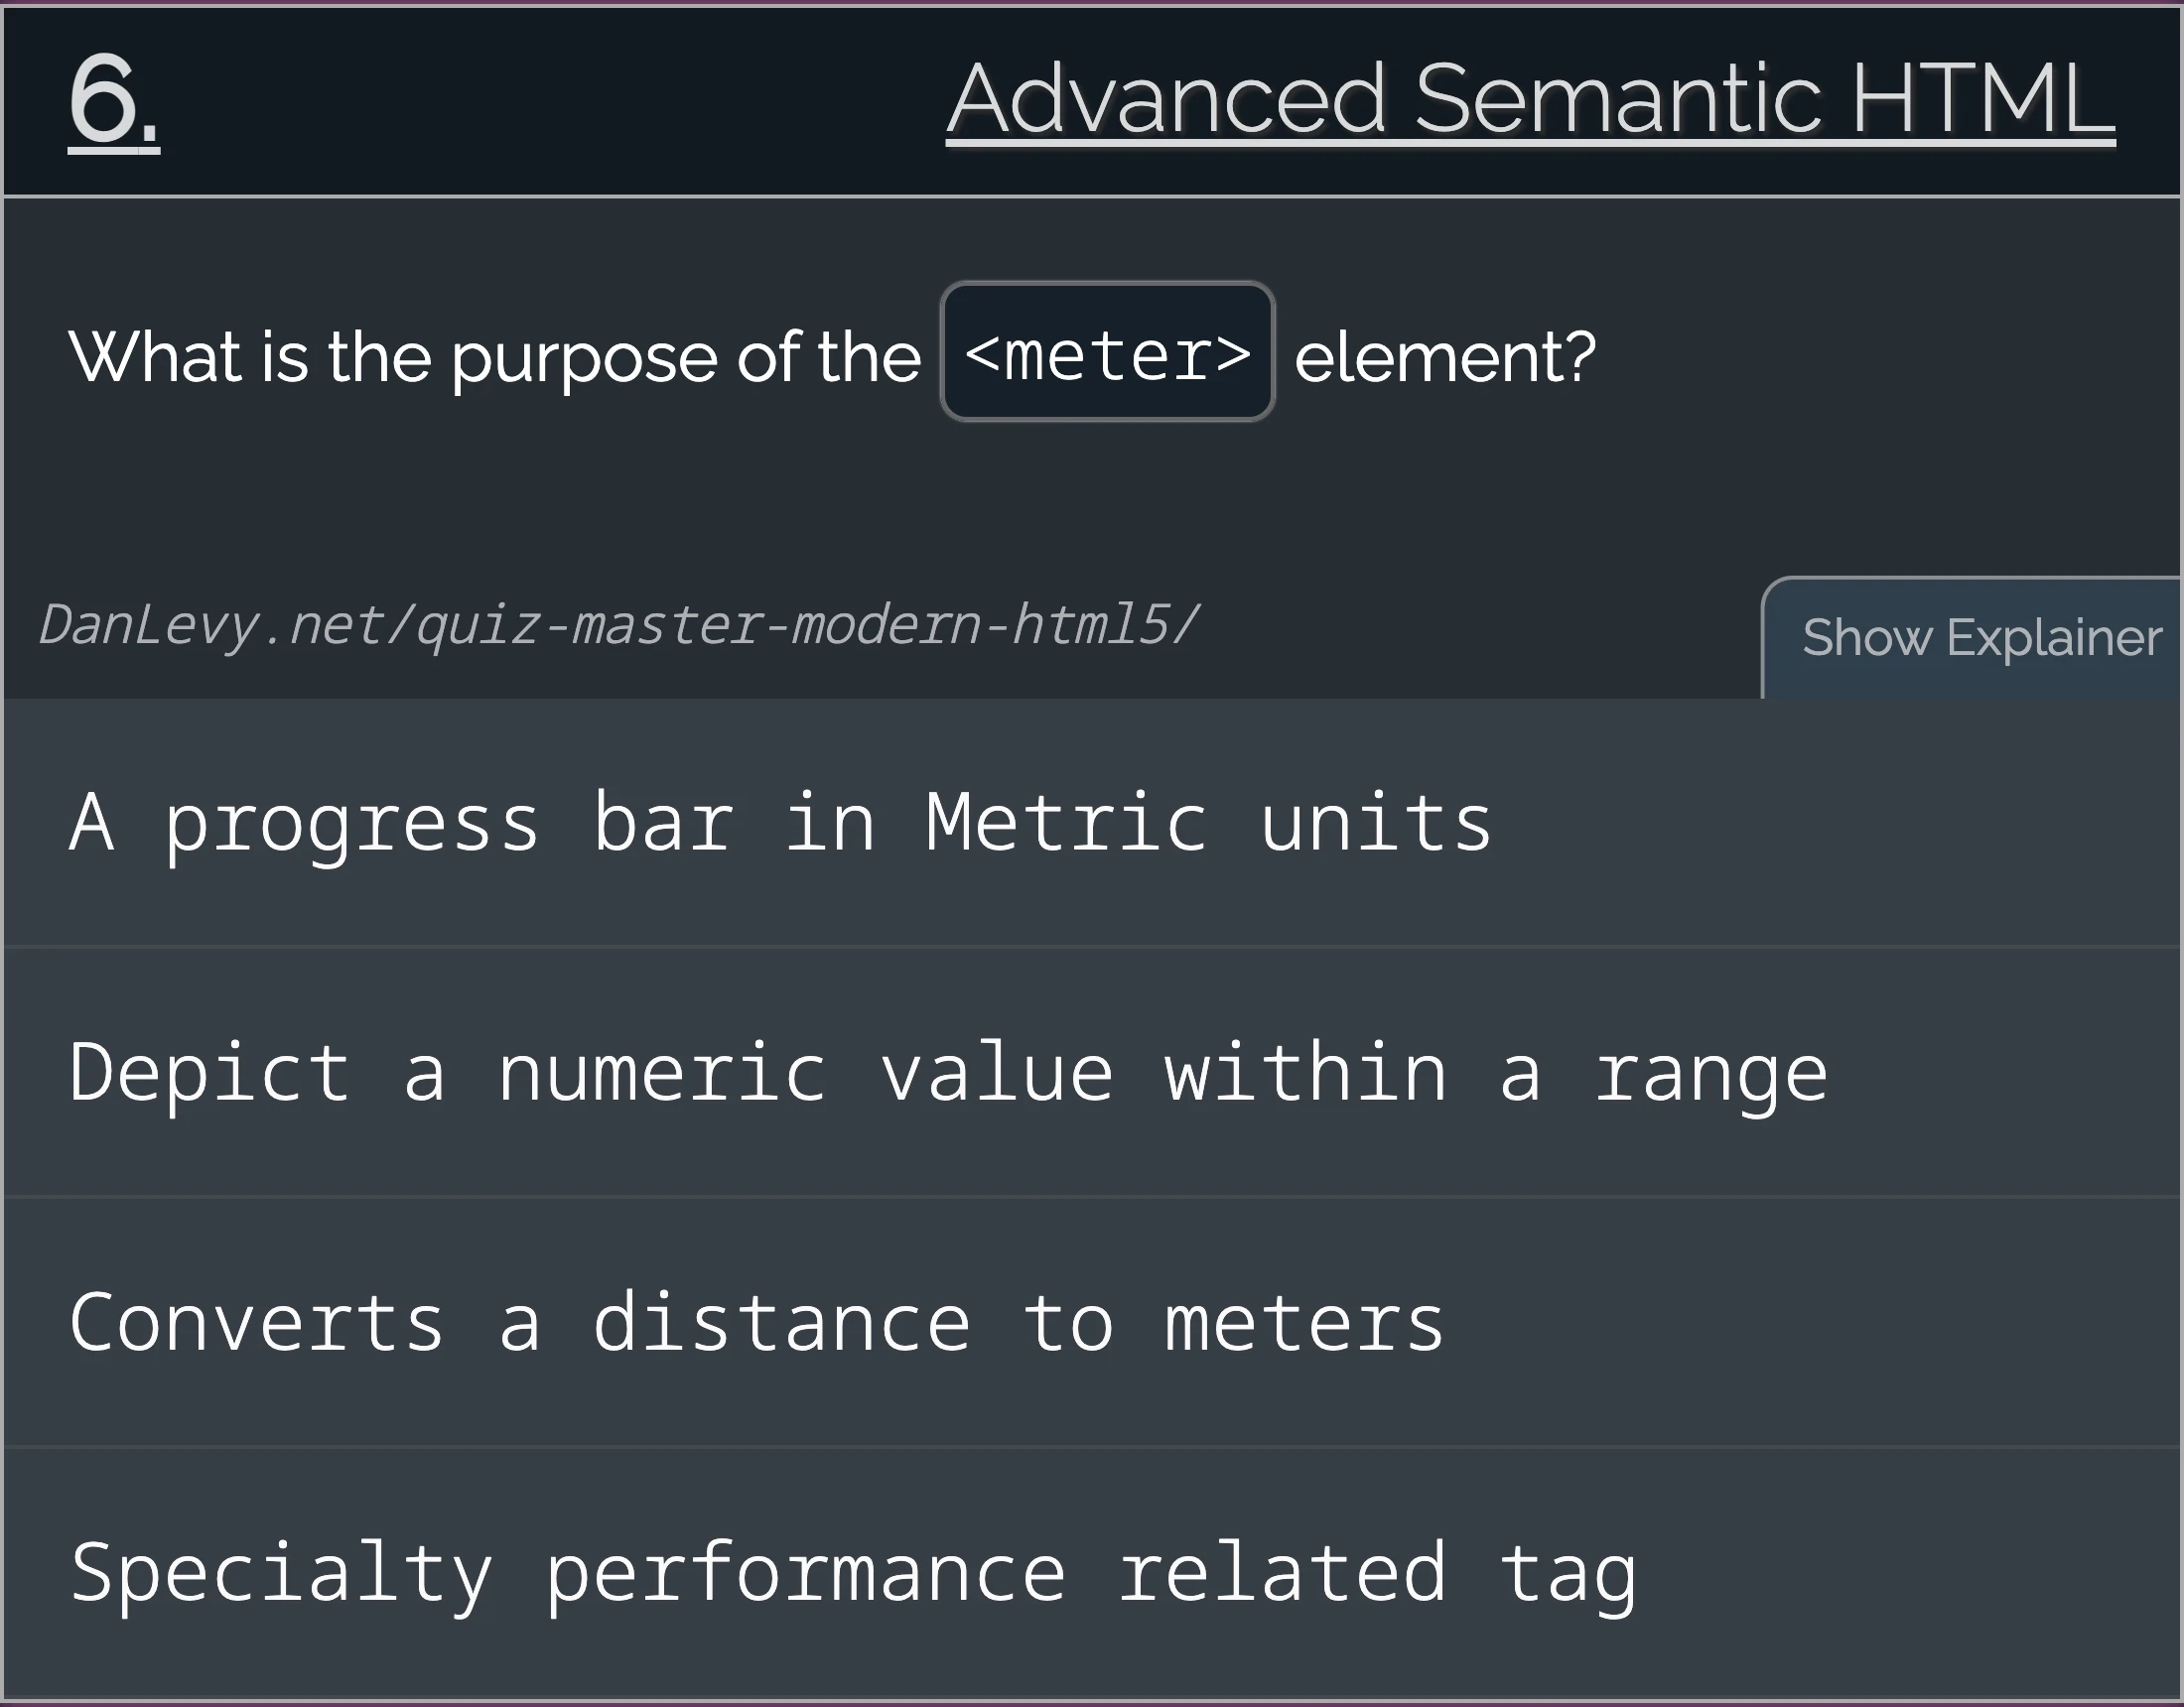 6.
Advanced Semantic HTML
What is the purpose of the <meter> element?
DanLevy.net/quiz-master-modern-html5/
Show Explainer
A progress bar in Metric units
Depict a numeric value within a range
Converts a distance to meters
Specialty performance related tag